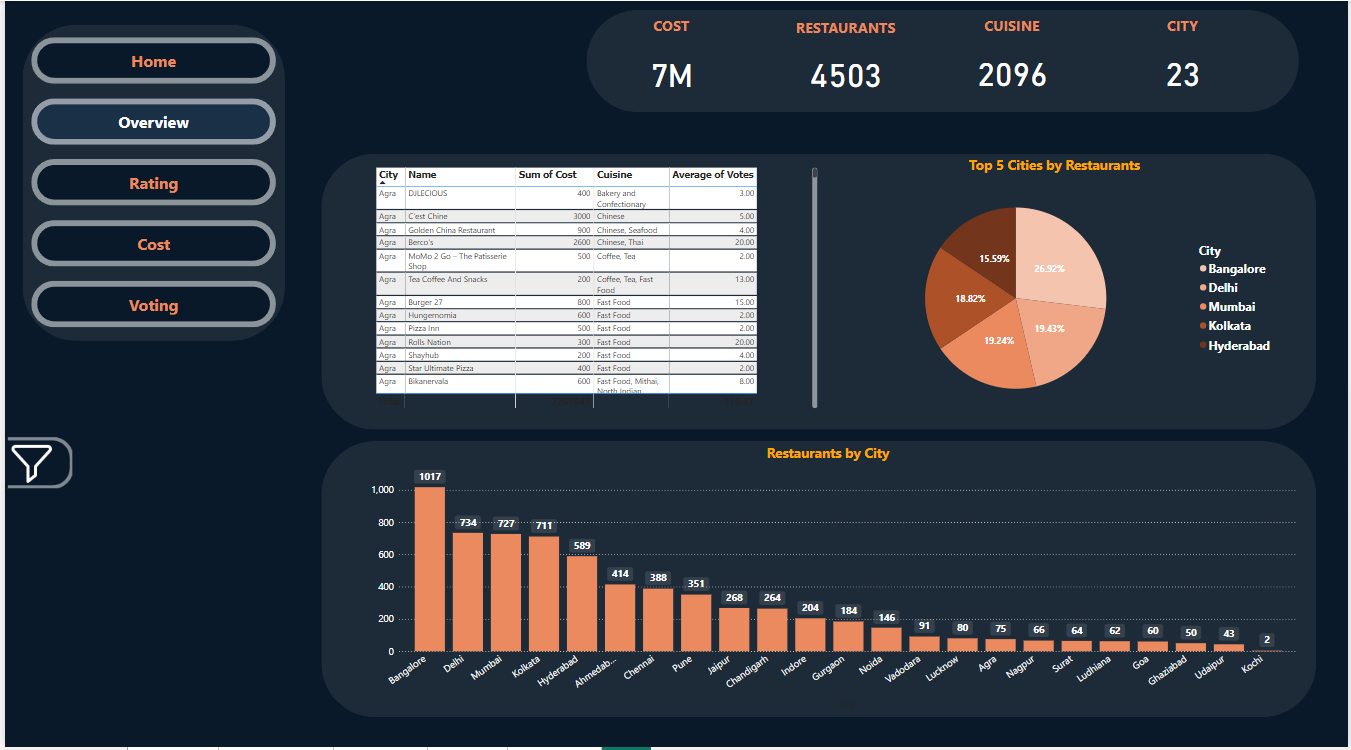 Home
Overview
Rating
Cost
Voting
COST RESTAURANTS CUISINE CITY
7M 4503 2096 23
City Name Sum of Cost Cuisine Average of Votes
Agra DJLECIOUS 400 Bakery and 3.00
Confectionary
Agra C'est Chine 3000 Chinese 5.00
Agra Golden China Restaurant 900 Chinese, Seafood 4.00
Agra Berco's 2600 Chinese, Thai 20.00
Agra MoMo 2 Go – The Patisserie 500 Coffee, Tea 2.00
Shop
Agra Tea Coffee And Snacks 200 Coffee, Tea, Fast 13.00
Food
Agra Burger 27 800 Fast Food 15.00
Agra Hungernomia 600 Fast Food 2.00
Agra Pizza Inn 500 Fast Food 2.00
Agra Rolls Nation 300 Fast Food 20.00
Agra Shayhub 200 Fast Food 4.00
Agra Star Ultimate Pizza 400 Fast Food 2.00
Agra Bikanervala 600 Fast Food, Mithai, 8.00
North Indian
Top 5 Cities by Restaurants
26.92%
19.43%
19.24%
18.82%
15.59%
City
Bangalore
Delhi
Mumbai
Kolkata
Hyderabad
Restaurants by City
1,000
800
600
400
200
0
1017 734 727 711 589 414 388 351 268 264 204 184 146 91 80 75 66 64 62 60 50 43 2
Bangalore Delhi Mumbai Kolkata Hyderabad Ahmedab... Chennai Pune Jaipur Chandigarh Indore Gurgaon Noida Vadodara Lucknow Agra Nagpur Surat Ludhiana Goa Ghaziabad Udaipur Kochi